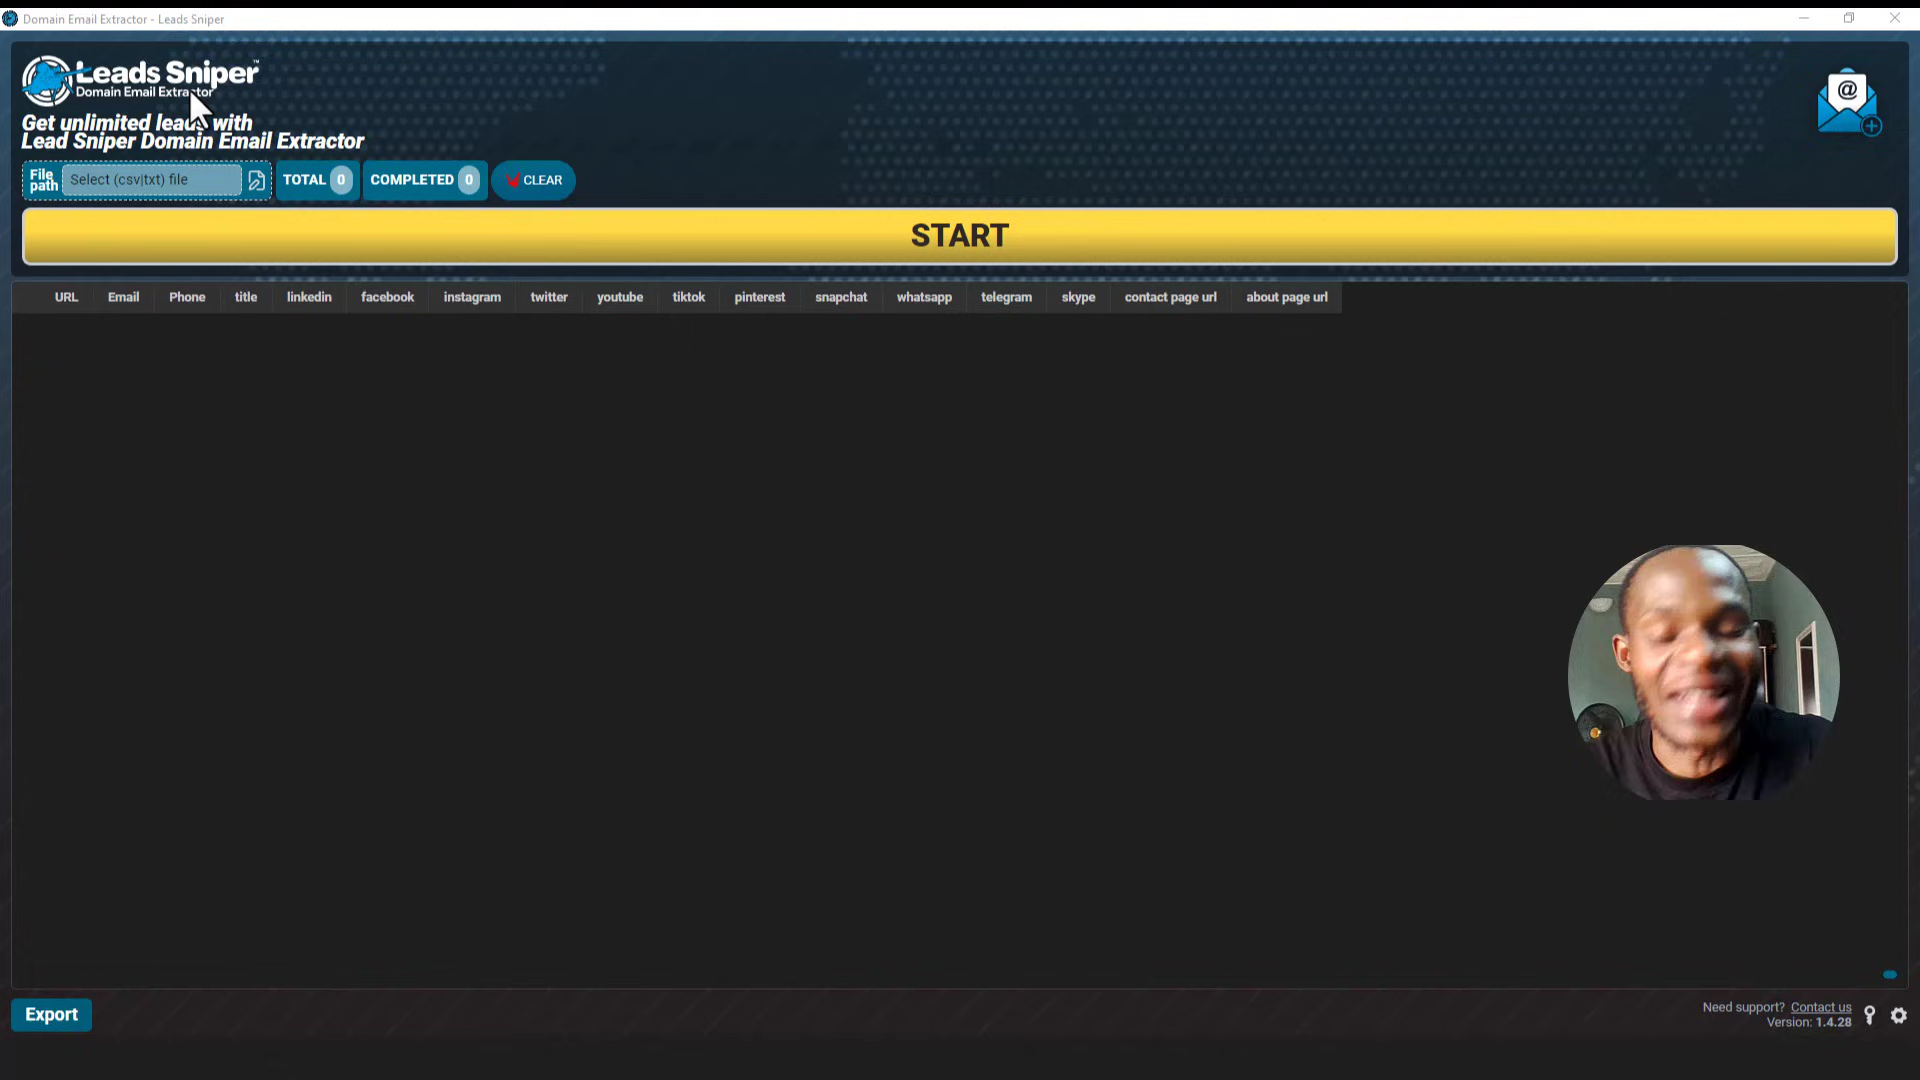 Domain Email Extractor - Leads Sniper
Leads Sniper™
Domain Email Extractor
Get unlimited leads with
Lead Sniper Domain Email Extractor
File path
Select (csv|txt) file
TOTAL 0
COMPLETED 0
CLEAR
START
URL Email Phone title linkedin facebook instagram twitter youtube tiktok pinterest snapchat whatsapp telegram skype contact page url about page url
Export
Need support? Contact us
Version: 1.4.28